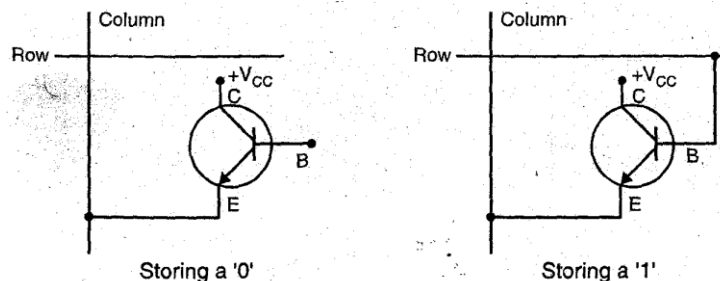 Column
Row
+VCC
C
B
E
Storing a '0'
Column
Row
+VCC
C
B
E
Storing a '1'